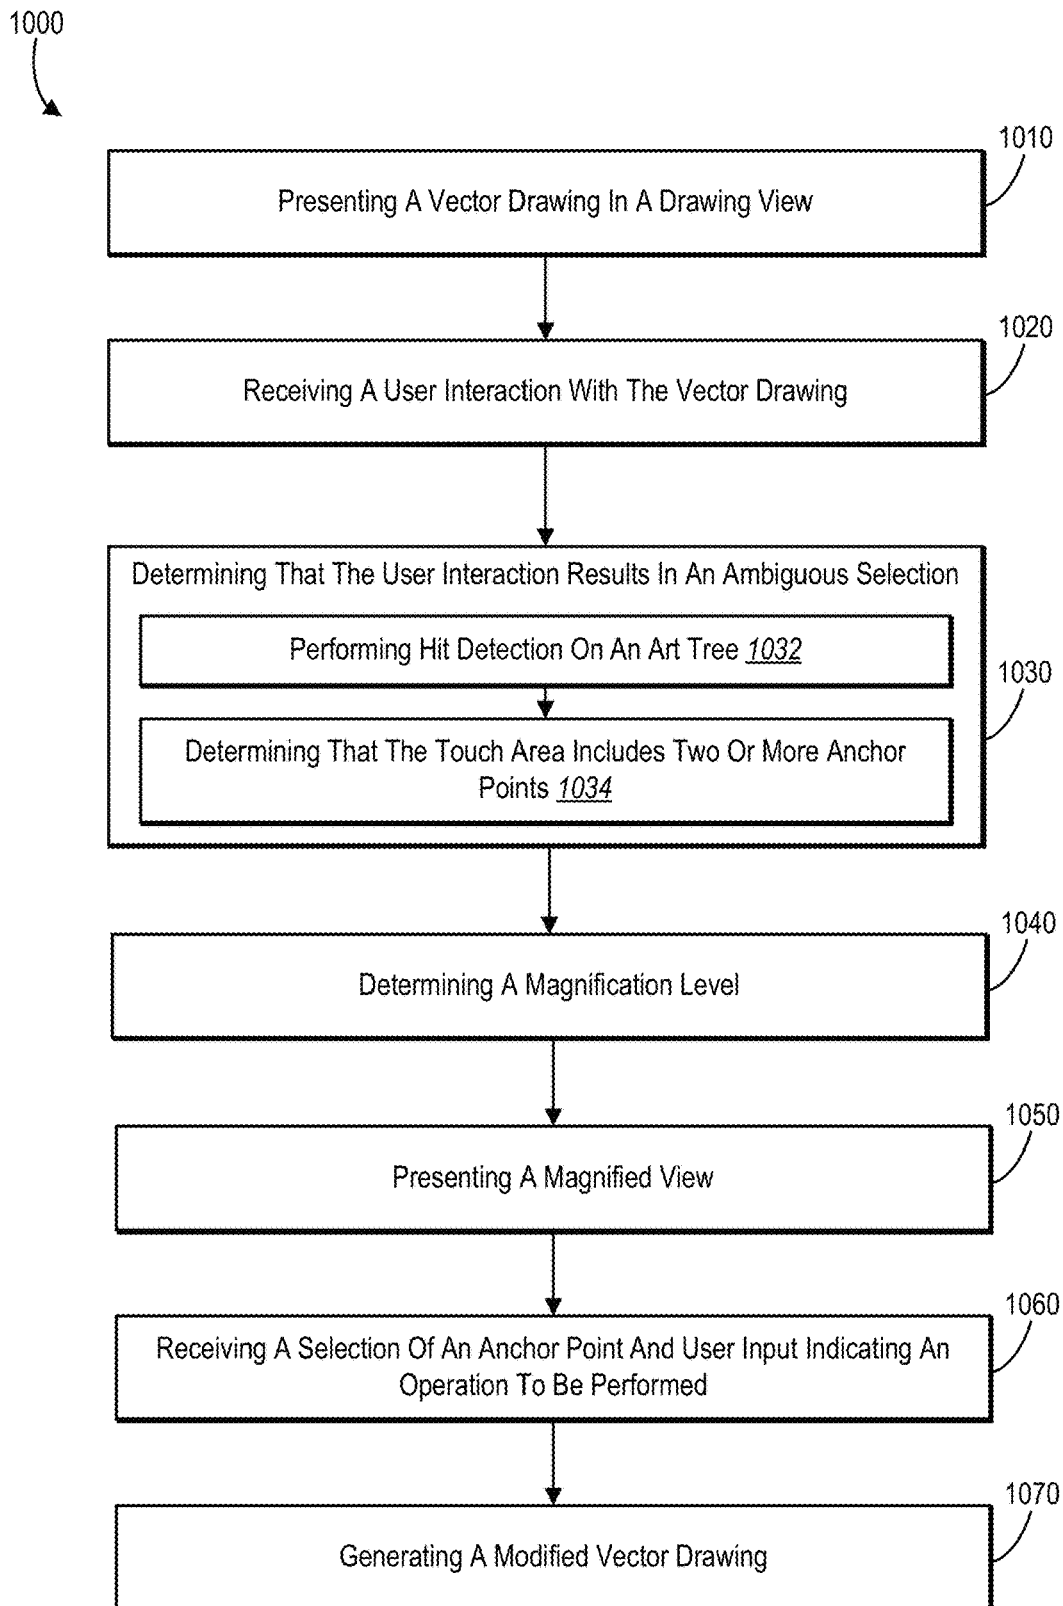 1000
1010
Presenting A Vector Drawing In A Drawing View
1020
Receiving A User Interaction With The Vector Drawing
Determining That The User Interaction Results In An Ambiguous Selection
Performing Hit Detection On An Art Tree 1032
1030
Determining That The Touch Area Includes Two Or More Anchor
Points 1034
1040
Determining A Magnification Level
1050
Presenting A Magnified View
1060
Receiving A Selection Of An Anchor Point And User Input Indicating An
Operation To Be Performed
1070
Generating A Modified Vector Drawing